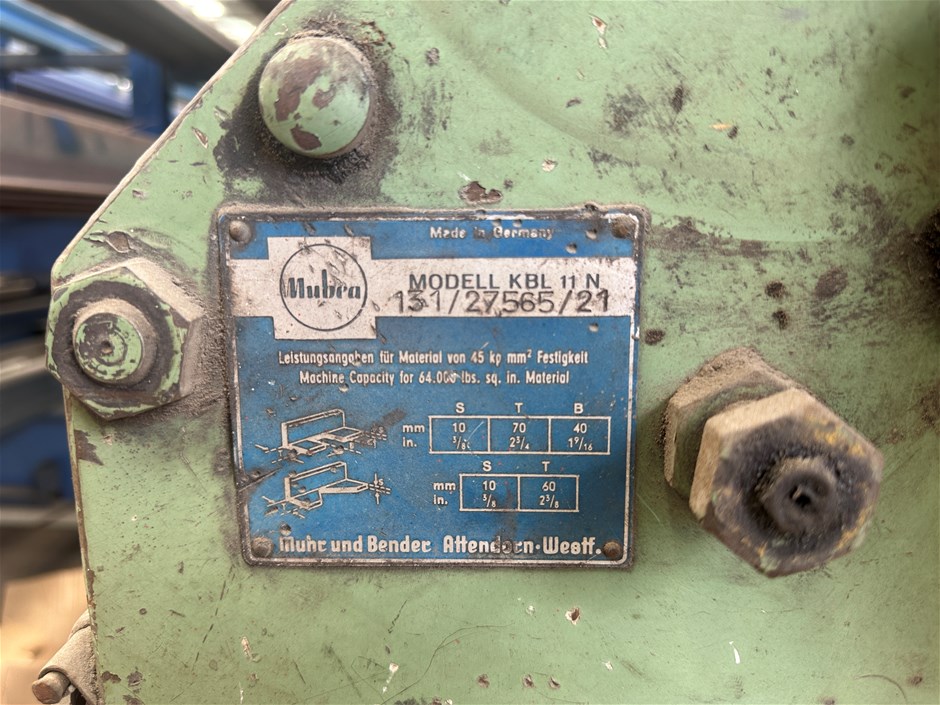 Made in Germany
Mubea
MODELL KBL 11 N
131/27565/21
Leistungsangaben für Material von 45 kp mm² Festigkeit
Machine Capacity for 64.000 lbs. sq. in. Material
S T B
mm 10 70 40
in. 3/8 2 3/4 1 9/16
S T
mm 10 60
in. 3/8 2 3/8
Muhr und Bender Attendorn·Westf.